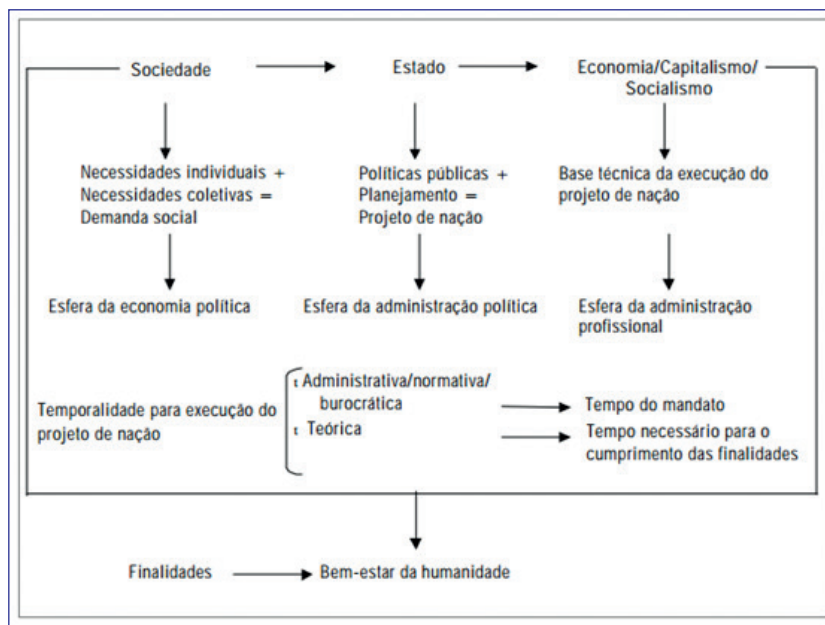 Sociedade
Estado
Economia/Capitalismo/
Socialismo
Necessidades individuais +
Necessidades coletivas =
Demanda social
Políticas públicas +
Planejamento =
Projeto de nação
Base técnica da execução do
projeto de nação
Esfera da economia política
Esfera da administração política
Esfera da administração
profissional
Temporalidade para execução do
projeto de nação
τ Administrativa/normativa/
burocrática
τ Teórica
Tempo do mandato
Tempo necessário para o
cumprimento das finalidades
Finalidades
Bem-estar da humanidade